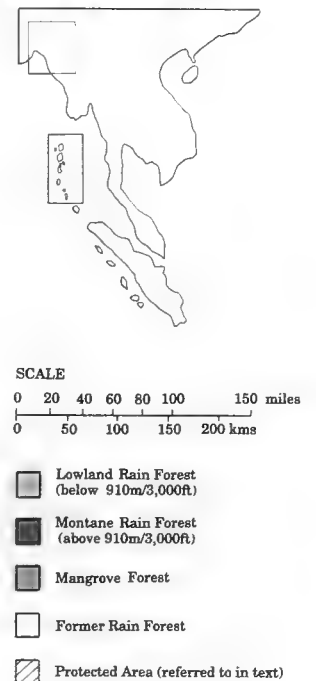 SCALE
0 20 40 60 80 100 150 miles
0 50 100 150 200 kms
Lowland Rain Forest
(below 910m/3,000ft)
Montane Rain Forest
(above 910m/3,000ft)
Mangrove Forest
Former Rain Forest
Protected Area (referred to in text)